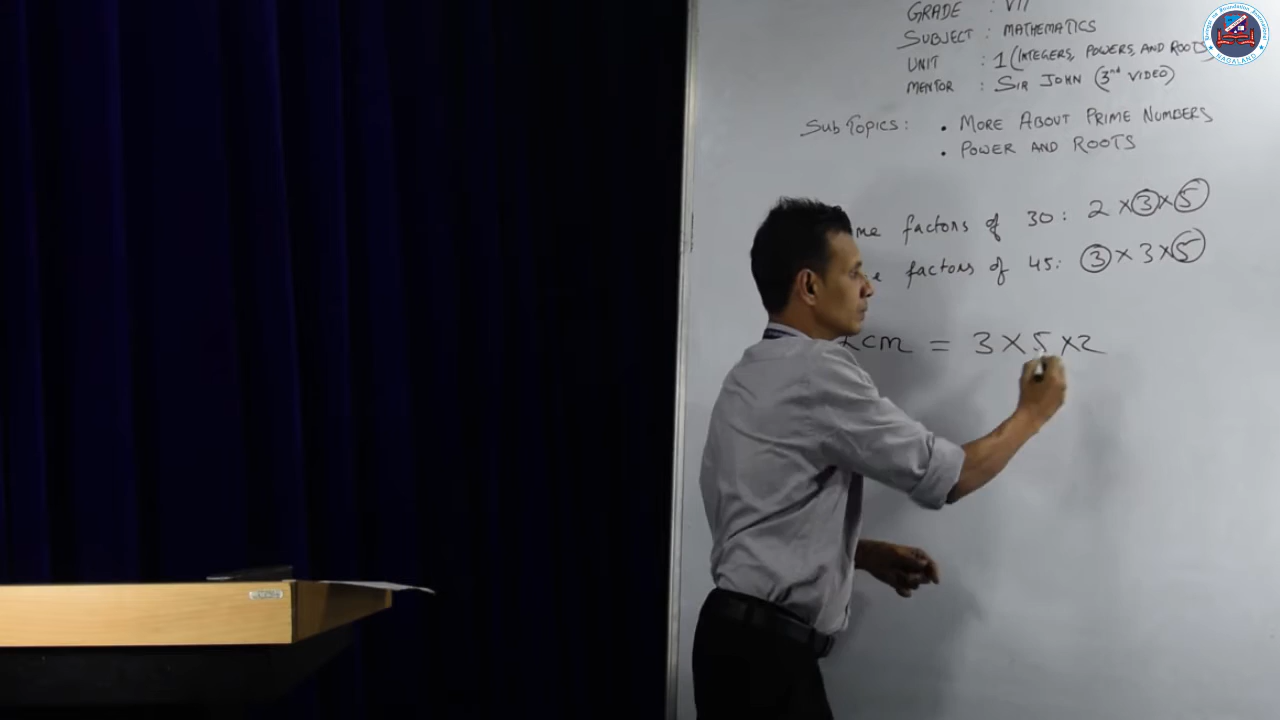 GRADE : VII
SUBJECT : MATHEMATICS
UNIT : 1 (INTEGERS, POWERS, AND ROOTS
MENTOR : SIR JOHN (3rd VIDEO)
Sub Topics : • MORE ABOUT PRIME NUMBERS
• POWER AND ROOTS
me factors of 30 : 2 × 3 × 5
e factors of 45 : 3 × 3 × 5
LCM = 3 × 5 × 2
NAGALAND